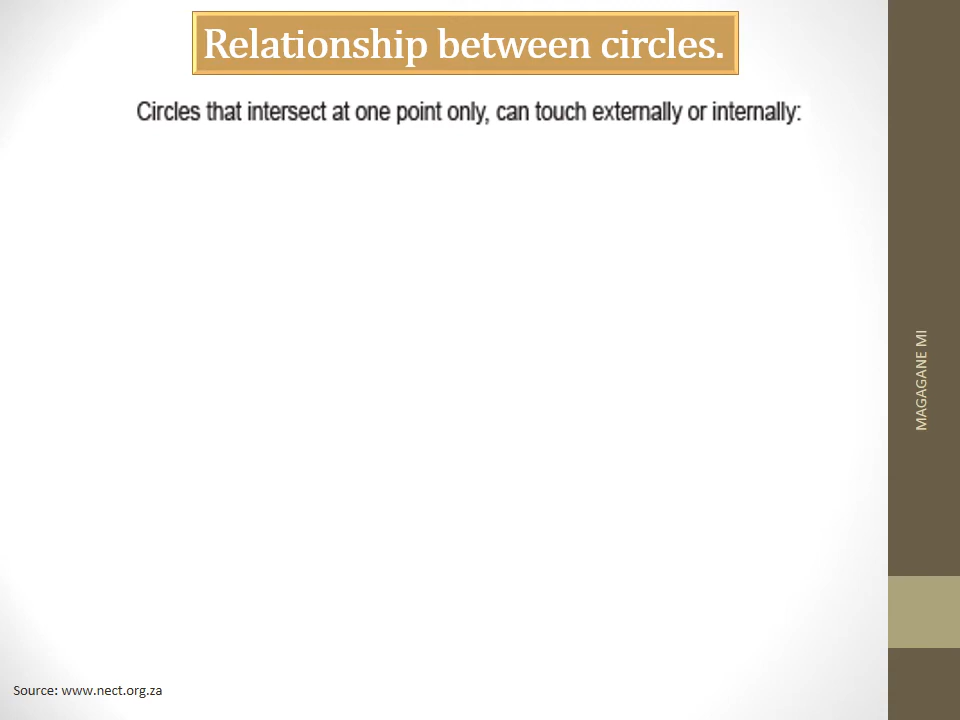 Relationship between circles.
Circles that intersect at one point only, can touch externally or internally:
MAGAGANE MI
Source: www.nect.org.za